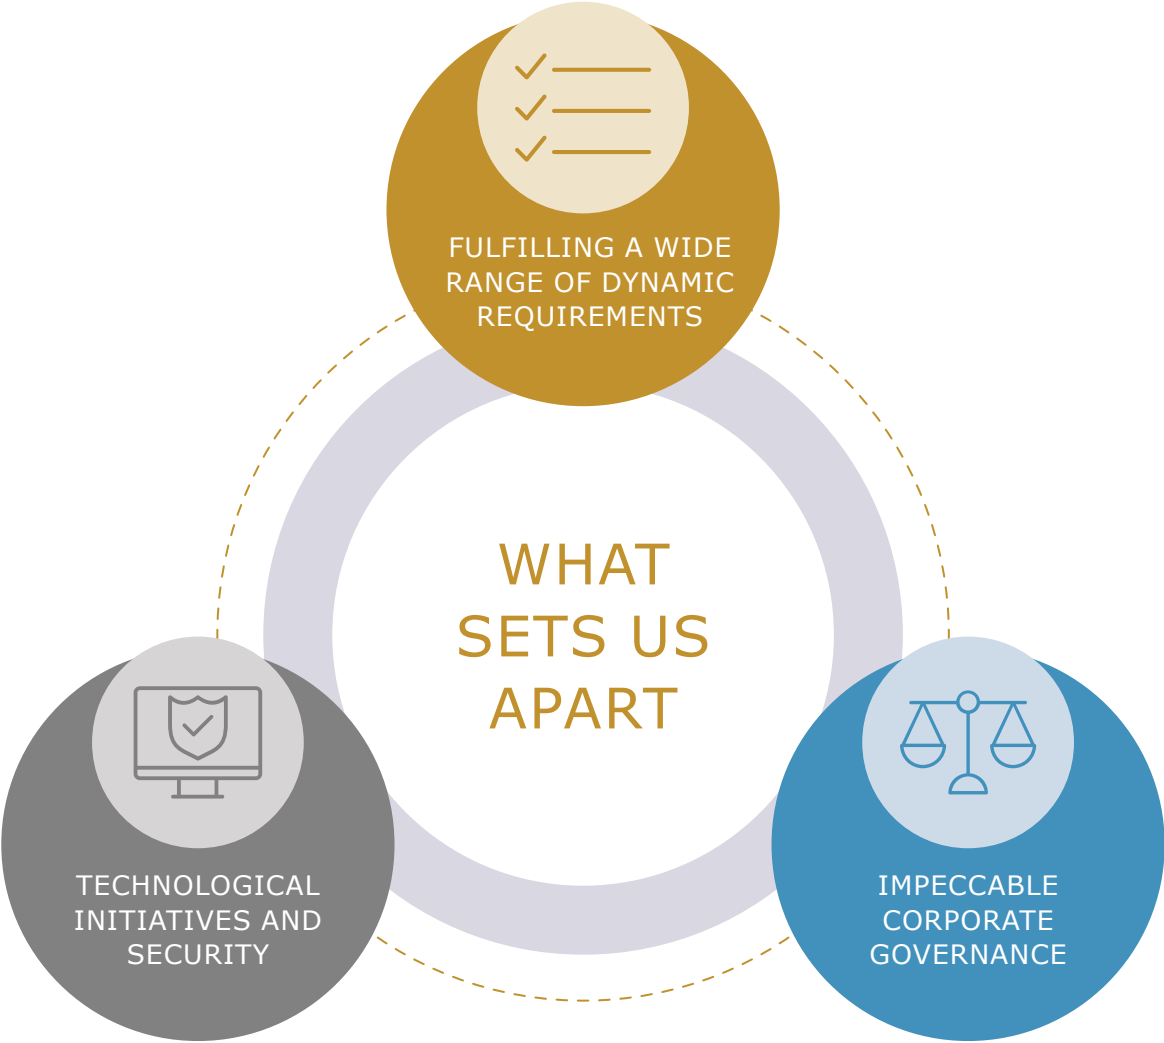 FULFILLING A WIDE
RANGE OF DYNAMIC
REQUIREMENTS
WHAT
SETS US
APART
TECHNOLOGICAL
INITIATIVES AND
SECURITY
IMPECCABLE
CORPORATE
GOVERNANCE